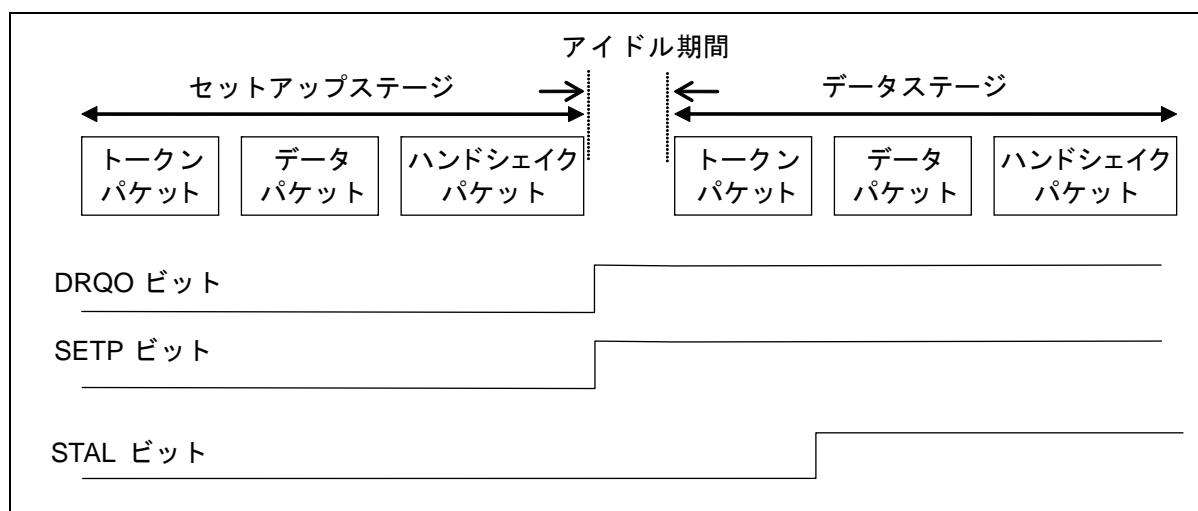 アイドル期間
セットアップステージ
データステージ
トークン
パケット
データ
パケット
ハンドシェイク
パケット
トークン
パケット
データ
パケット
ハンドシェイク
パケット
DRQO ビット
SETP ビット
STAL ビット